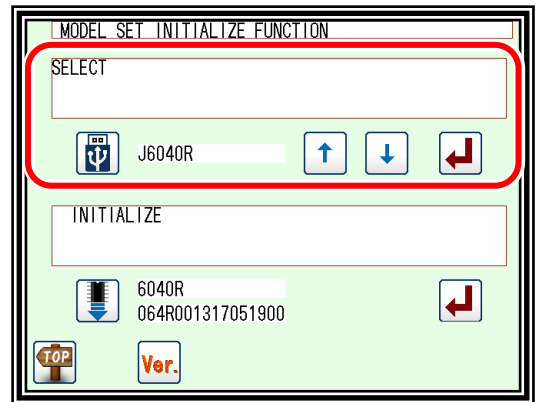 MODEL SET INITIALIZE FUNCTION
SELECT
J6040R
INITIALIZE
6040R
064R001317051900
TOP
Ver.